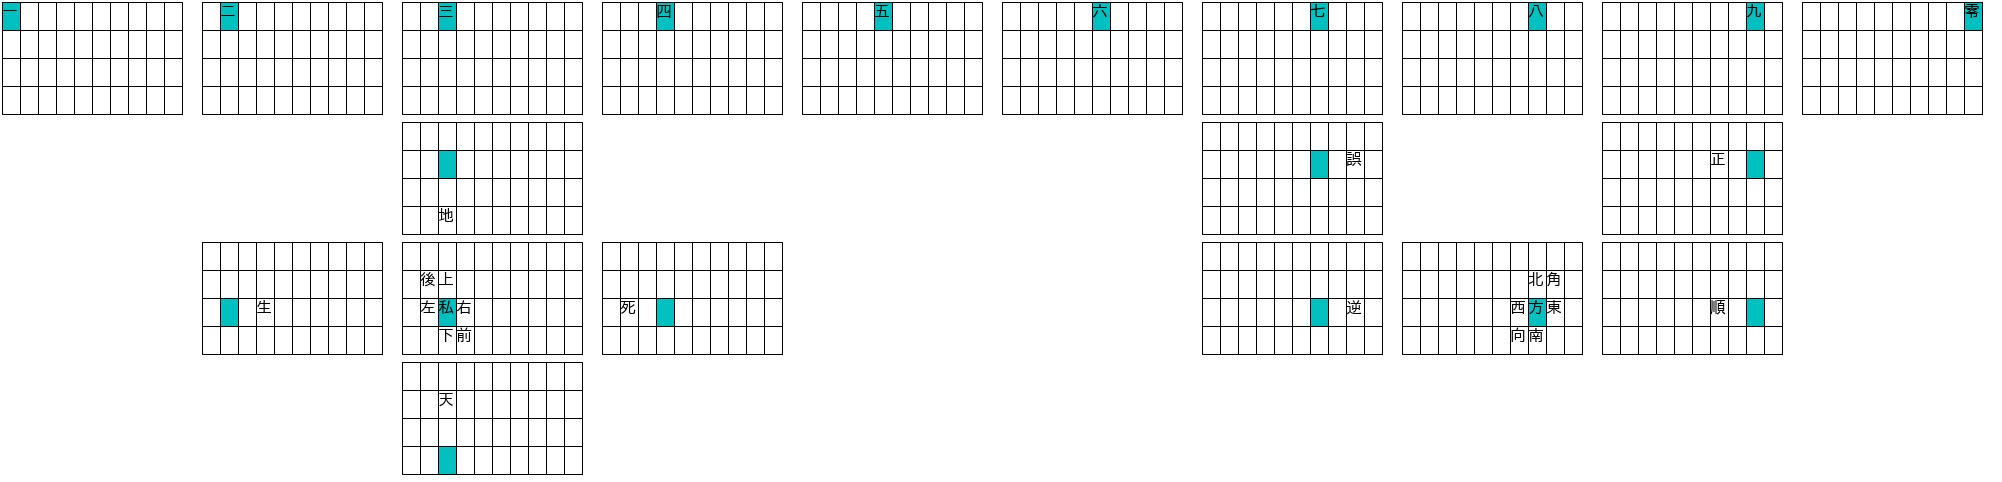 一 二 三 四 五 六 七 八 九 零
誤 正
地
後上 北角
生 左私右 死 逆 西方東 順
下前 向南
天